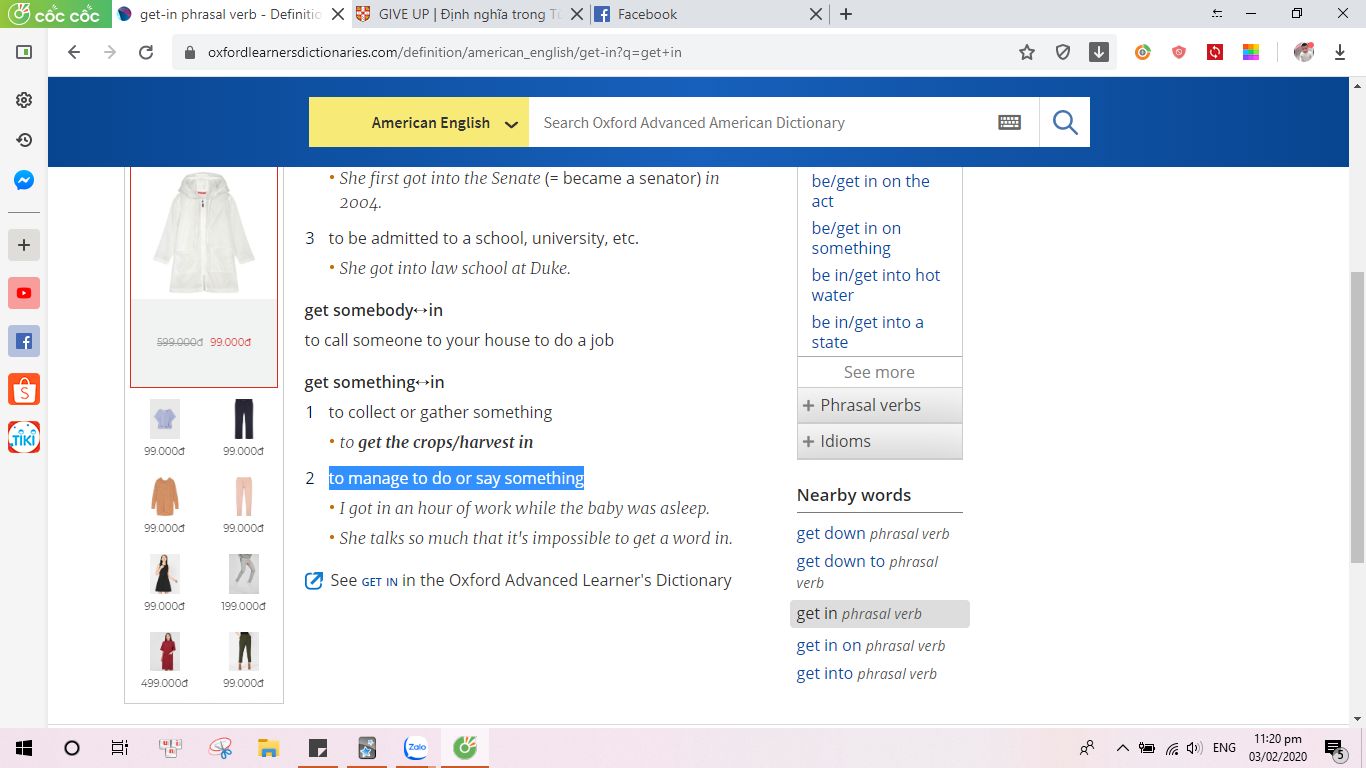 cốc cốc
get-in phrasal verb - Definitio
GIVE UP | Định nghĩa trong Từ
Facebook
oxfordlearnersdictionaries.com/definition/american_english/get-in?q=get+in
American English
Search Oxford Advanced American Dictionary
599.000đ 99.000đ
99.000đ 99.000đ
99.000đ 99.000đ
99.000đ 199.000đ
499.000đ 99.000đ
• She first got into the Senate (= became a senator) in
2004.
3 to be admitted to a school, university, etc.
• She got into law school at Duke.
get somebody↔in
to call someone to your house to do a job
get something↔in
1 to collect or gather something
• to get the crops/harvest in
2 to manage to do or say something
• I got in an hour of work while the baby was asleep.
• She talks so much that it's impossible to get a word in.
See GET IN in the Oxford Advanced Learner's Dictionary
be/get in on the
act
be/get in on
something
be in/get into hot
water
be in/get into a
state
See more
+ Phrasal verbs
+ Idioms
Nearby words
get down phrasal verb
get down to phrasal
verb
get in phrasal verb
get in on phrasal verb
get into phrasal verb
TIKI
Zalo
ENG
11:20 pm
03/02/2020
5